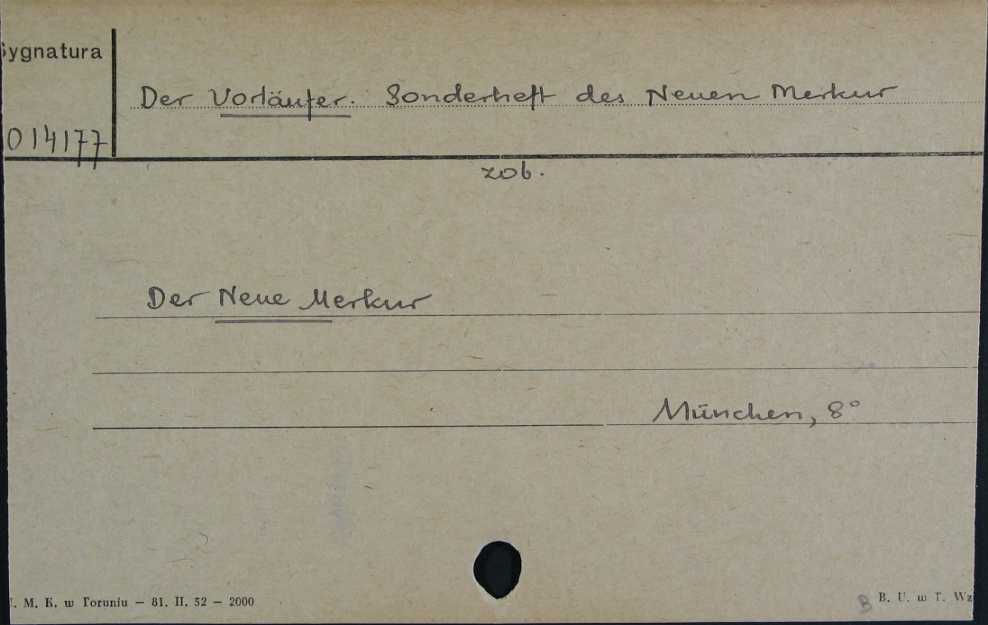 Sygnatura
Der Vorläufer. Sonderheft des Neuen Merkur
014177
zob.
Der Neue Merkur
München, 8°
. M. K. w Toruniu — 81. II. 52 — 2000
B B. U. w T. Wz